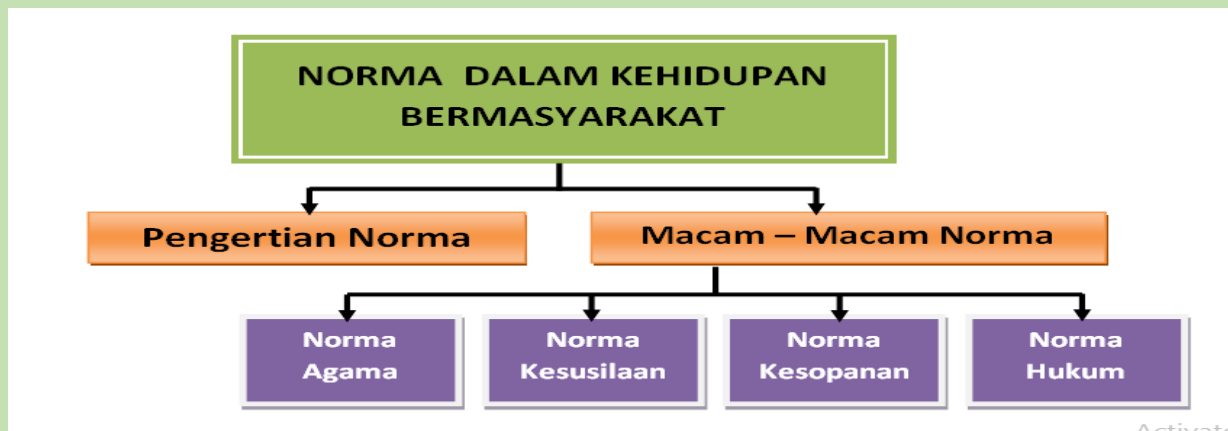 NORMA DALAM KEHIDUPAN
BERMASYARAKAT
Pengertian Norma
Macam – Macam Norma
Norma
Agama
Norma
Kesusilaan
Norma
Kesopanan
Norma
Hukum